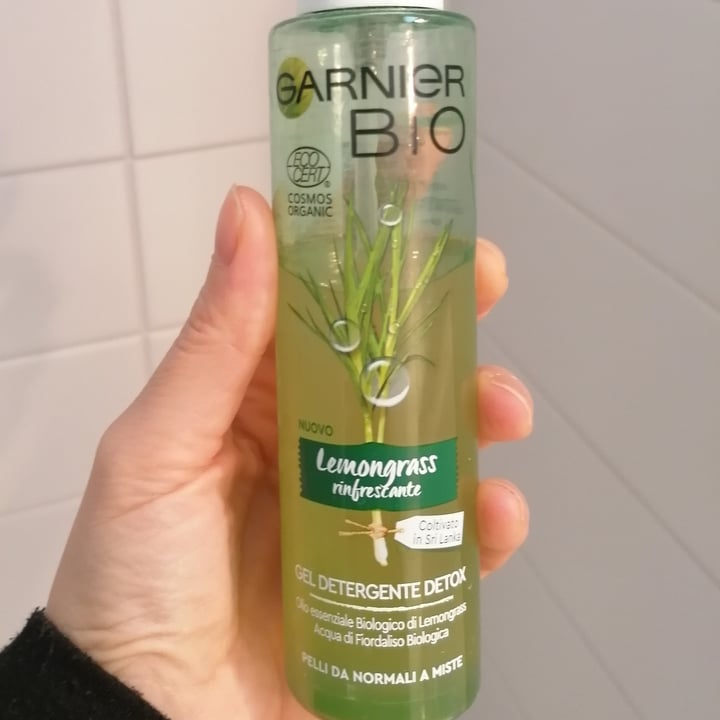 GARNIER
BIO
ECO
CERT®
COSMOS
ORGANIC
NUOVO
Lemongrass
rinfrescante
Coltivato
in Sri Lanka
GEL DETERGENTE DETOX
Olio essenziale Biologico di Lemongrass
Acqua di Fiordaliso Biologica
PELLI DA NORMALI A MISTE